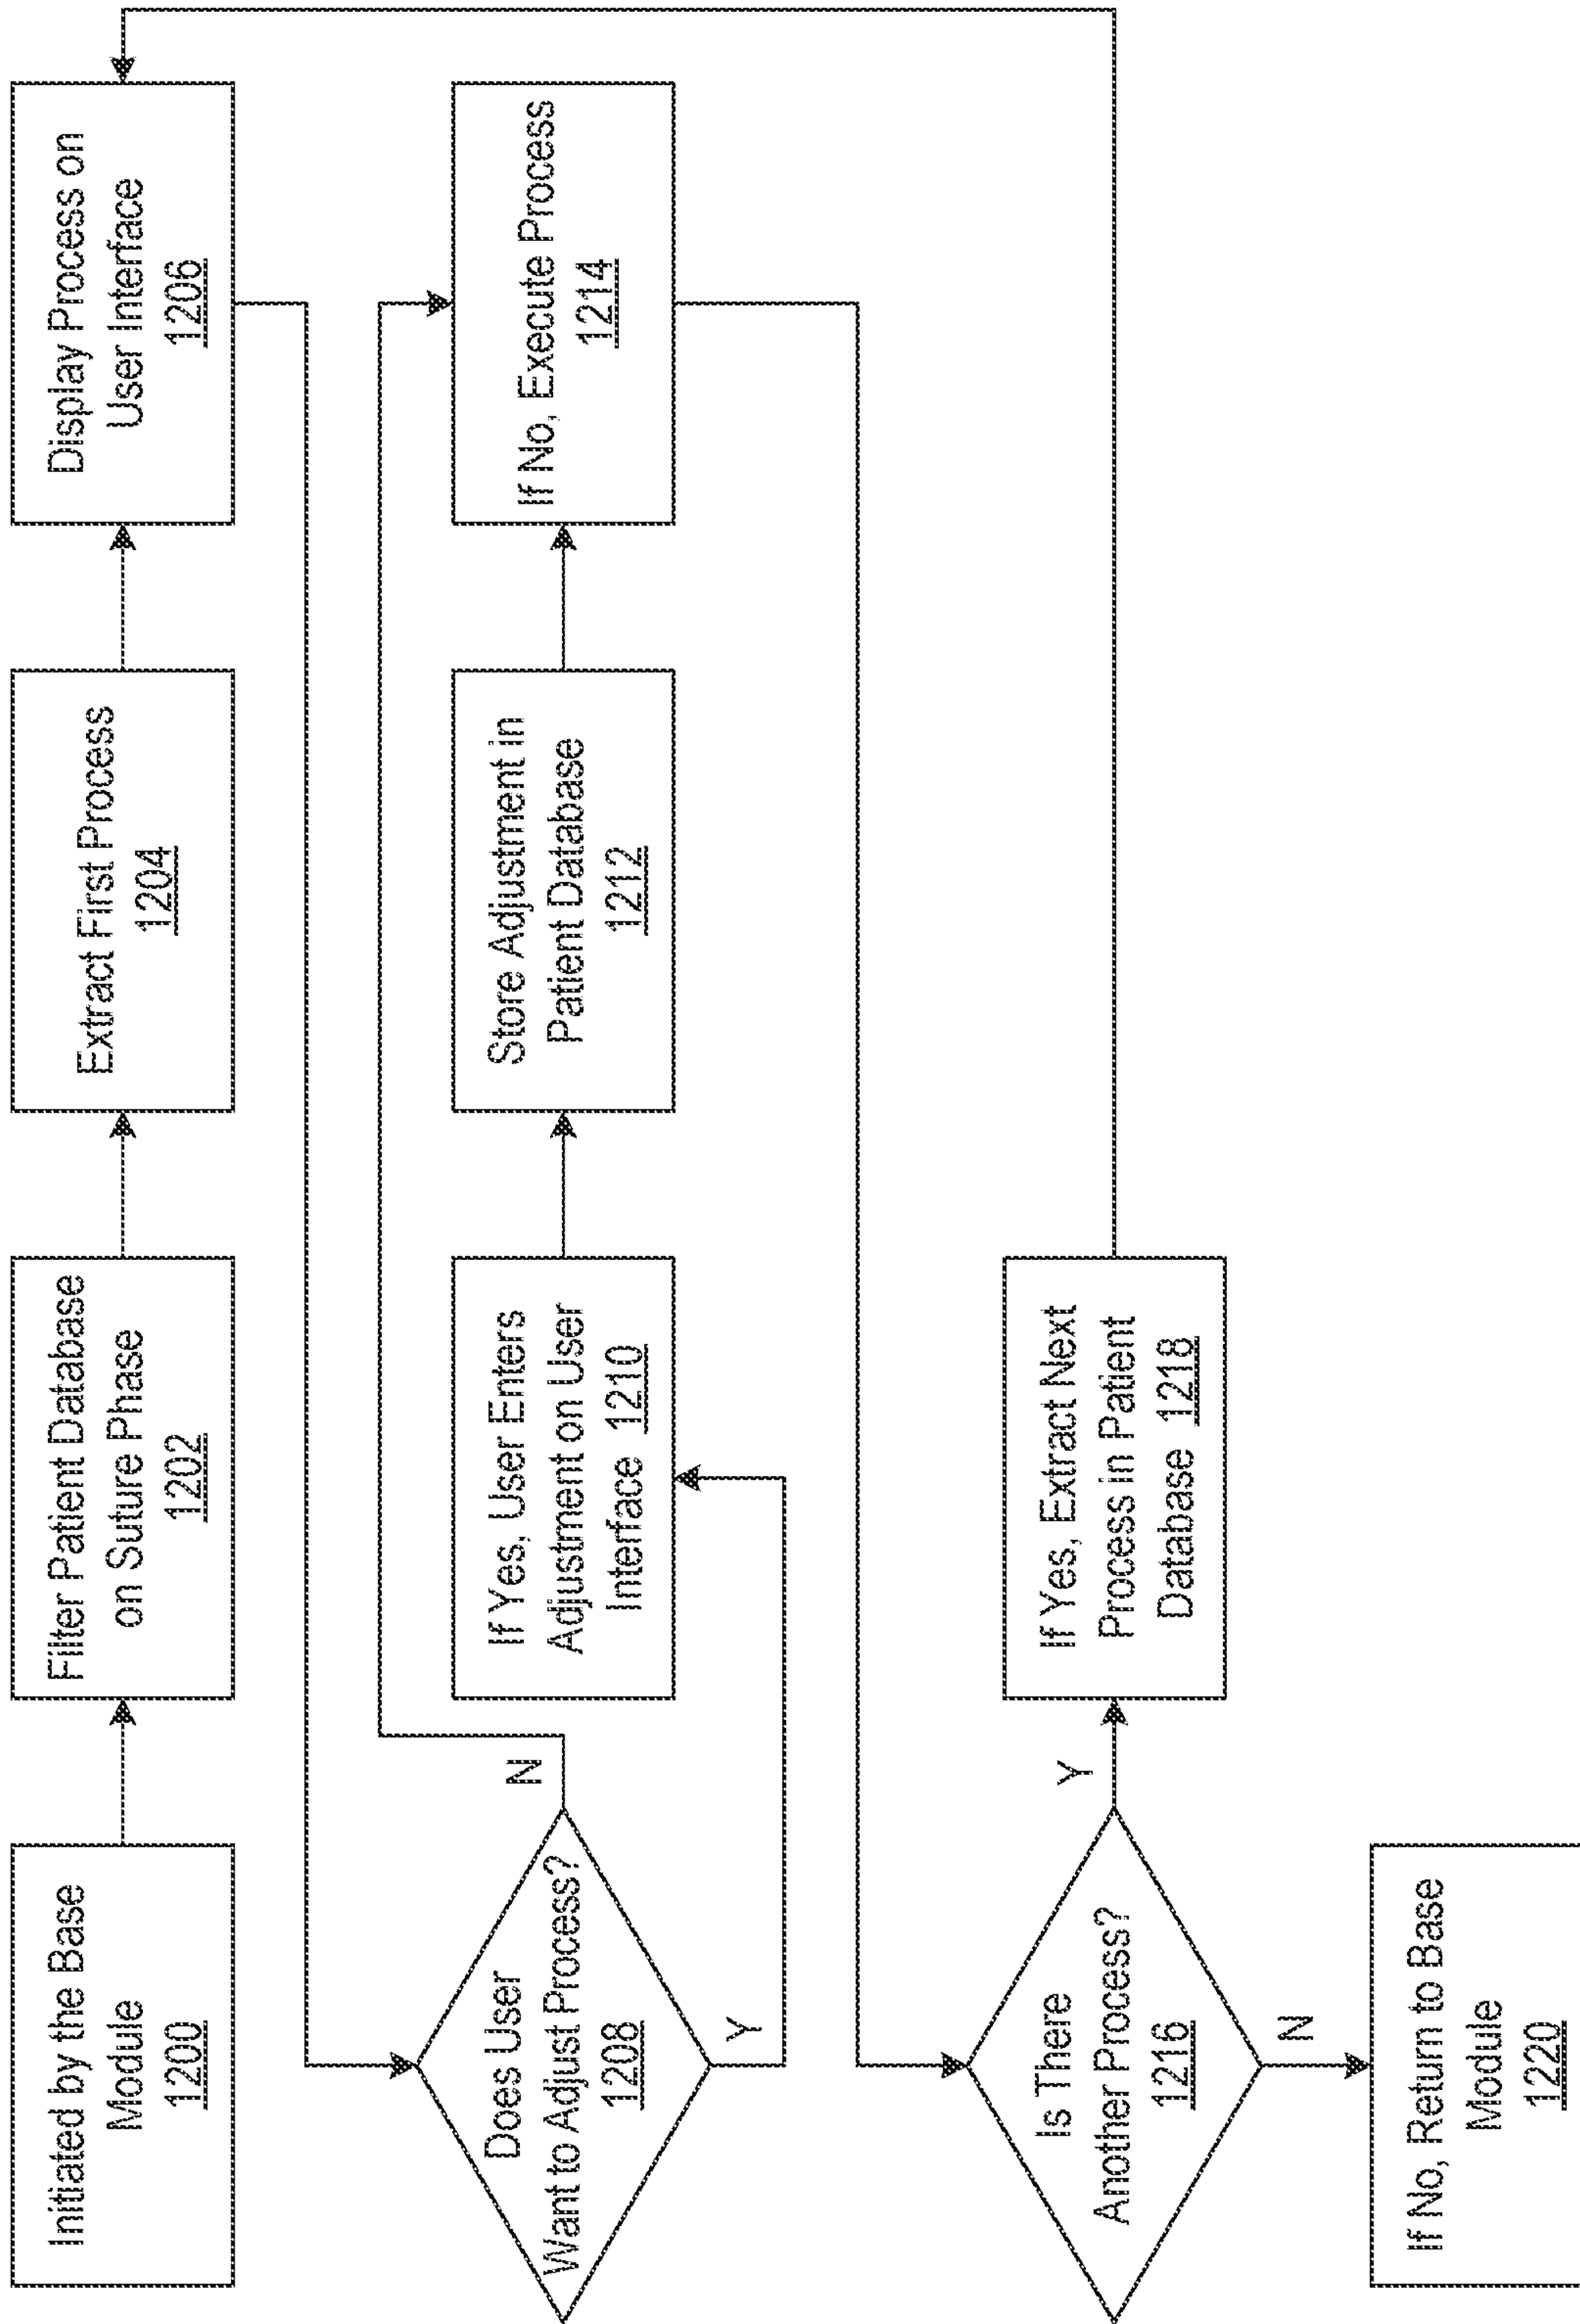 Initiated by the Base
Module
1200
Filter Patient Database
on Suture Phase
1202
Extract First Process
1204
Display Process on
User Interface
1206
Does User
Want to Adjust Process?
1208
N
Y
If Yes, User Enters
Adjustment on User
Interface 1210
Store Adjustment in
Patient Database
1212
If No, Execute Process
1214
Is There
Another Process?
1216
Y
N
If Yes, Extract Next
Process in Patient
Database 1218
If No, Return to Base
Module
1220